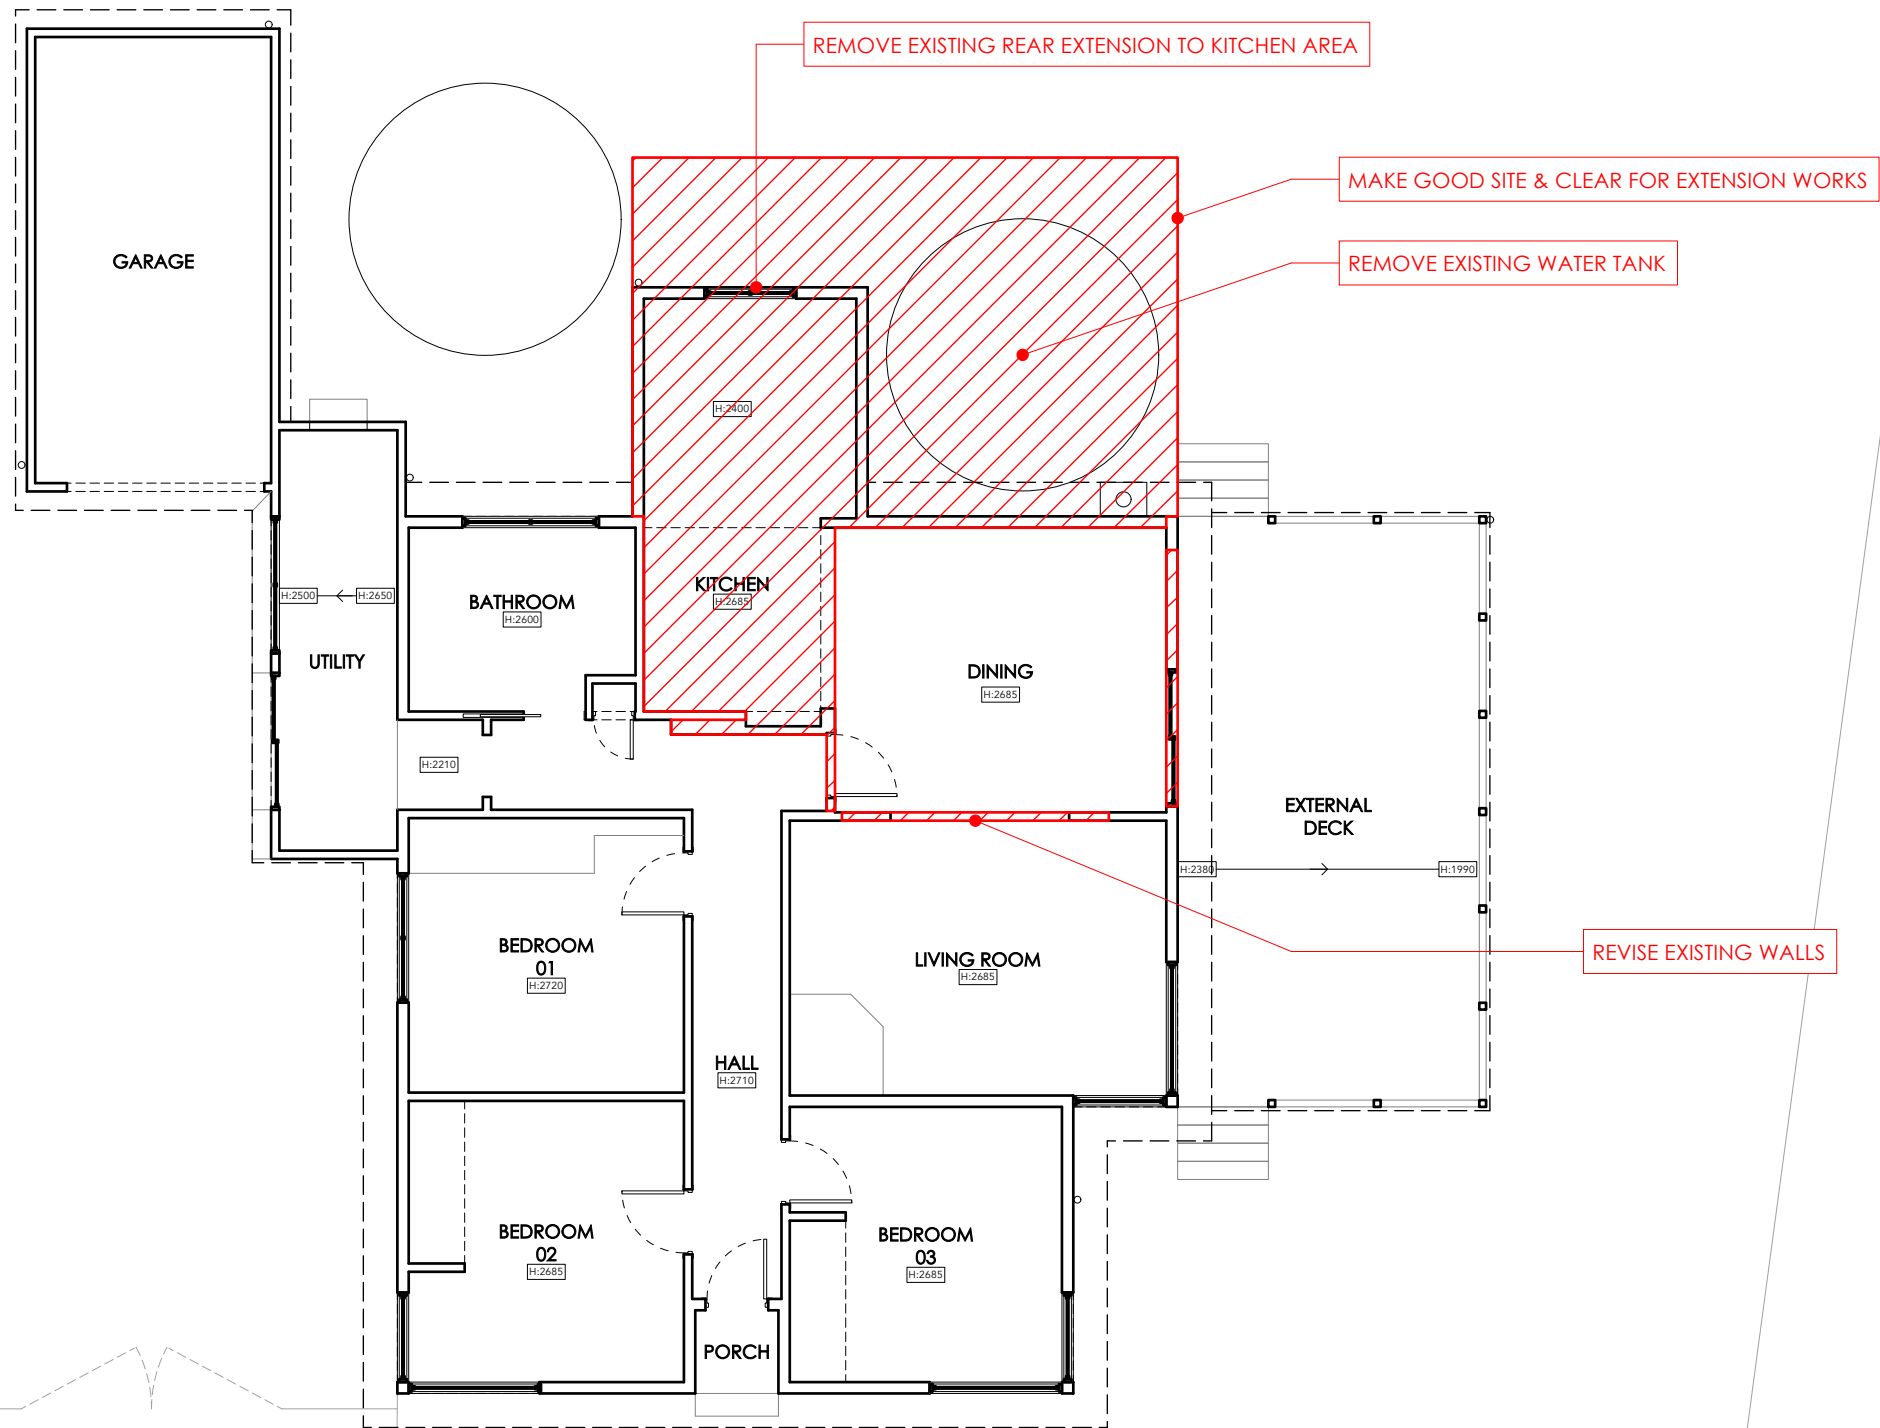 REMOVE EXISTING REAR EXTENSION TO KITCHEN AREA
MAKE GOOD SITE & CLEAR FOR EXTENSION WORKS
GARAGE
REMOVE EXISTING WATER TANK
H:2400
KITCHEN
H:2685
H:2500
H:2650
BATHROOM
H:2600
UTILITY
DINING
H:2685
H:2210
EXTERNAL
DECK
H:2380
H:1990
BEDROOM
01
H:2720
LIVING ROOM
H:2685
REVISE EXISTING WALLS
HALL
H:2710
BEDROOM
02
H:2685
BEDROOM
03
H:2685
PORCH